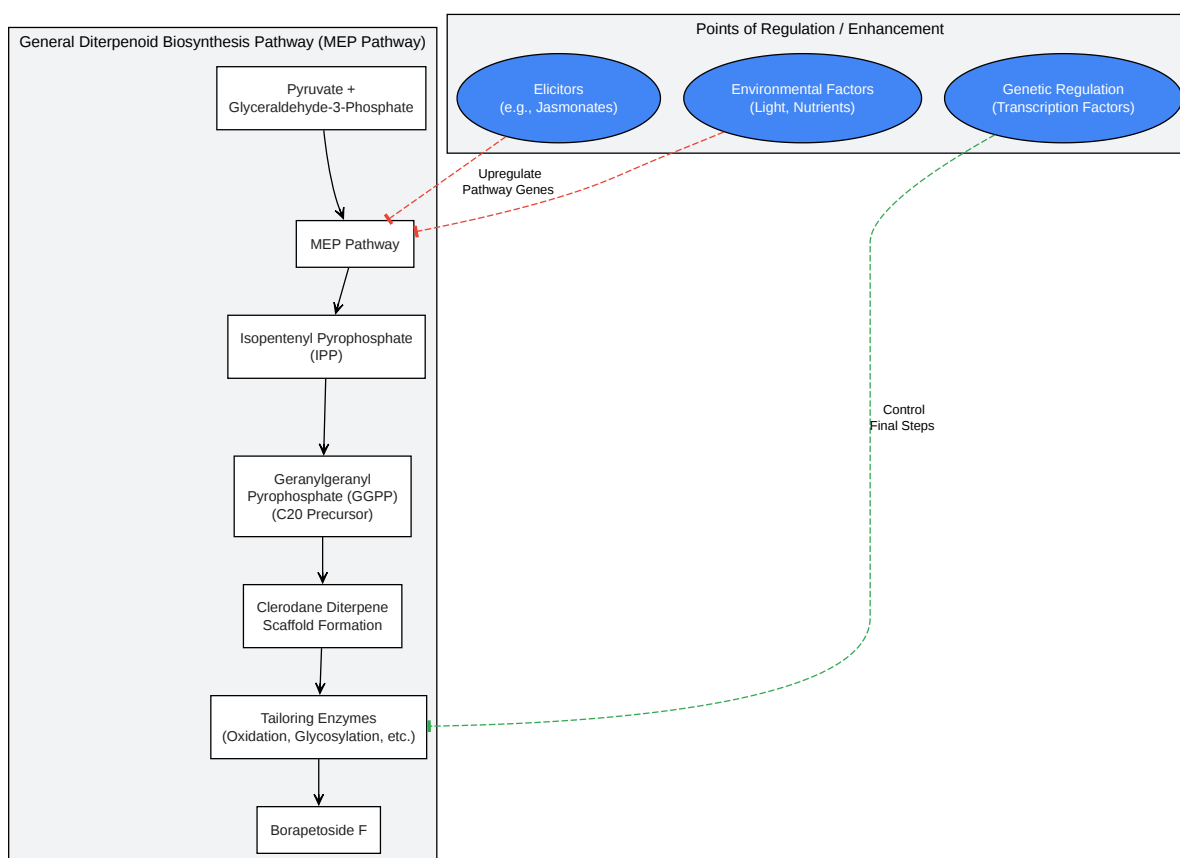 General Diterpenoid Biosynthesis Pathway (MEP Pathway)
Pyruvate +
Glyceraldehyde-3-Phosphate
MEP Pathway
Isopentenyl Pyrophosphate
(IPP)
Geranylgeranyl
Pyrophosphate (GGPP)
(C20 Precursor)
Clerodane Diterpene
Scaffold Formation
Tailoring Enzymes
(Oxidation, Glycosylation, etc.)
Borapetoside F
Points of Regulation / Enhancement
Elicitors
(e.g., Jasmonates)
Environmental Factors
(Light, Nutrients)
Genetic Regulation
(Transcription Factors)
Upregulate
Pathway Genes
Control
Final Steps